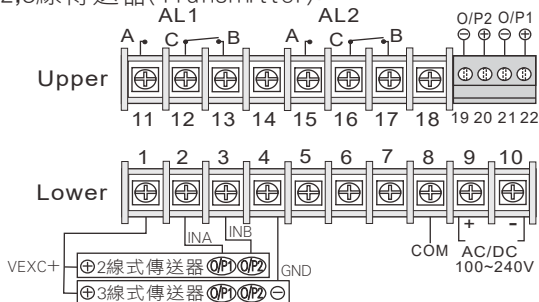 2,3線傳送器(Transmitter)
AL1 AL2 O/P2 O/P1
A C B A C B ⊖ ⊕ ⊖ ⊕
Upper
11 12 13 14 15 16 17 18 19 20 21 22
1 2 3 4 5 6 7 8 9 10
Lower
+ -
INA INB COM AC/DC
100~240V
VEXC+ ⊕2線式傳送器 O/P1 O/P2 GND
⊕3線式傳送器 O/P1 O/P2 ⊖